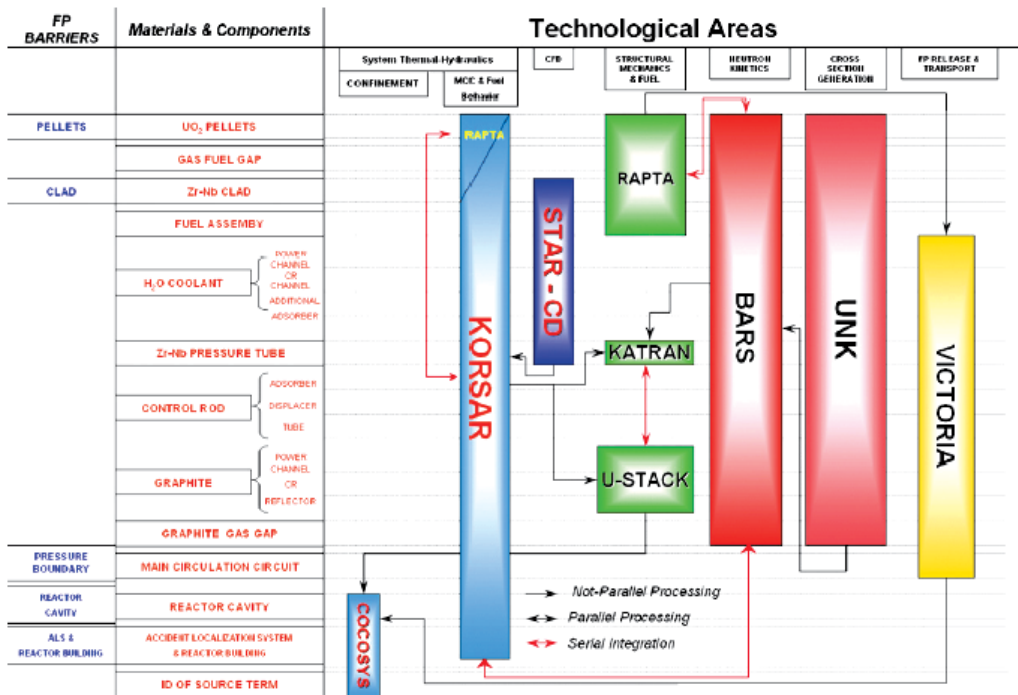 FP
BARRIERS
Materials & Components
Technological Areas
System Thermal-Hydraulics
CONFINEMENT
MCC & Fuel
Behavior
CFD
STRUCTURAL
MECHANICS
& FUEL
NEUTRON
KINETICS
CROSS
SECTION
GENERATION
FP RELEASE &
TRANSPORT
PELLETS
UO₂ PELLETS
GAS FUEL GAP
CLAD
Zr-Nb CLAD
FUEL ASSEMBY
H₂O COOLANT
POWER
CHANNEL
OR
CHANNEL
ADDITIONAL
ADSORBER
Zr-Nb PRESSURE TUBE
CONTROL ROD
ADSORBER
DISPLACER
TUBE
GRAPHITE
POWER
CHANNEL
OR
REFLECTOR
GRAPHITE GAS GAP
PRESSURE
BOUNDARY
MAIN CIRCULATION CIRCUIT
REACTOR
CAVITY
REACTOR CAVITY
ALS &
REACTOR BUILDING
ACCIDENT LOCALIZATION SYSTEM
& REACTOR BUILDING
ID OF SOURCE TERM
RAPTA
KORSAR
STAR - CD
RAPTA
KATRAN
U-STACK
BARS
UNK
VICTORIA
COCOSYS
Not-Parallel Processing
Parallel Processing
Serial Integration